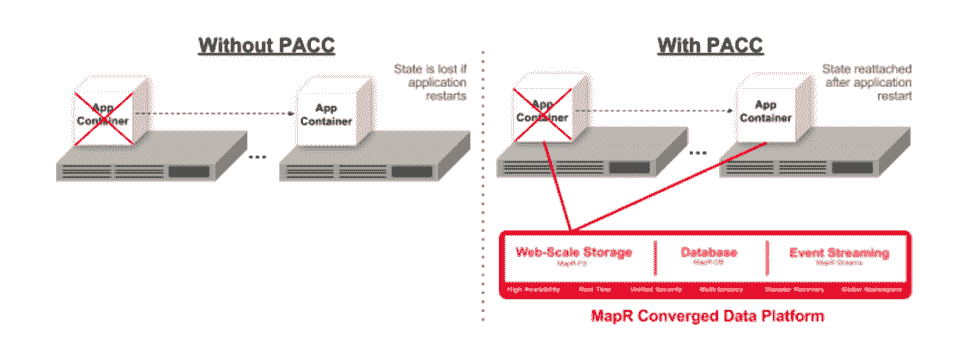 Without PACC
State is lost if
application
restarts
App
Container
App
Container
...
With PACC
State reattached
after application
restart
App
Container
App
Container
...
Web-Scale Storage
MapR-FS
Database
MapR-DB
Event Streaming
MapR Streams
High Availability
Real Time
Unified Security
Multi-tenancy
Disaster Recovery
Global Namespace
MapR Converged Data Platform